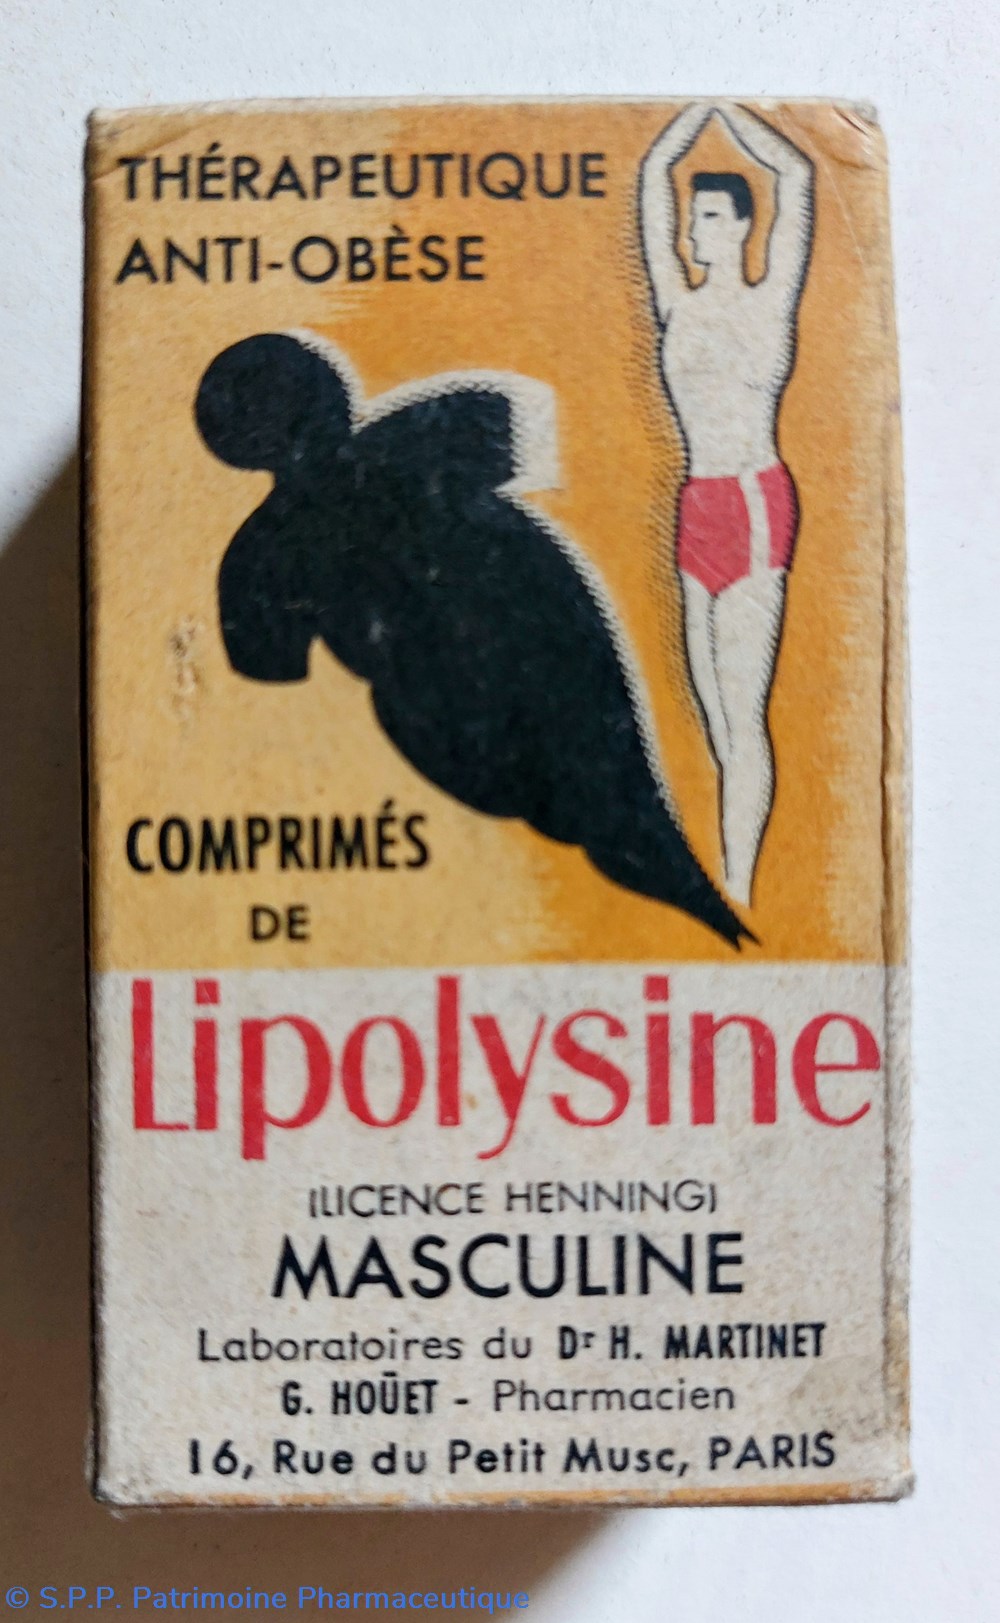 THÉRAPEUTIQUE
ANTI-OBÈSE
COMPRIMÉS
DE
Lipolysine
(LICENCE HENNING)
MASCULINE
Laboratoires du Dr H. MARTINET
G. HOÜET - Pharmacien
16, Rue du Petit Musc, PARIS
© S.P.P. Patrimoine Pharmaceutique